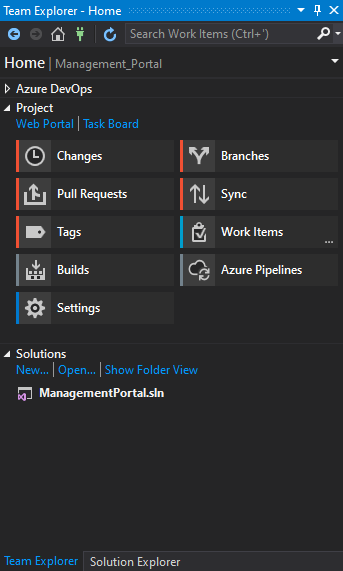 Team Explorer - Home
Search Work Items (Ctrl+')
Home | Management_Portal
Azure DevOps
Project
Web Portal | Task Board
Changes
Branches
Pull Requests
Sync
Tags
Work Items
...
Builds
Azure Pipelines
Settings
Solutions
New... | Open... | Show Folder View
ManagementPortal.sln
Team Explorer Solution Explorer